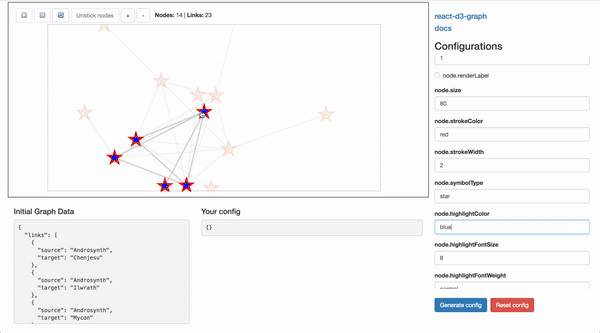 Unstick nodes + - Nodes: 14 | Links: 23
react-d3-graph
docs
Configurations
1
node.renderLabel
node.size
80
node.strokeColor
red
node.strokeWidth
2
node.symbolType
star
node.highlightColor
blue
node.highlightFontSize
8
node.highlightFontWeight
normal
Generate config Reset config
Initial Graph Data
{
"links": [
{
"source": "Androsynth",
"target": "Chenjesu"
},
{
"source": "Androsynth",
"target": "Ilwrath"
},
{
"source": "Androsynth",
"target": "Mycon"
},
Your config
{}